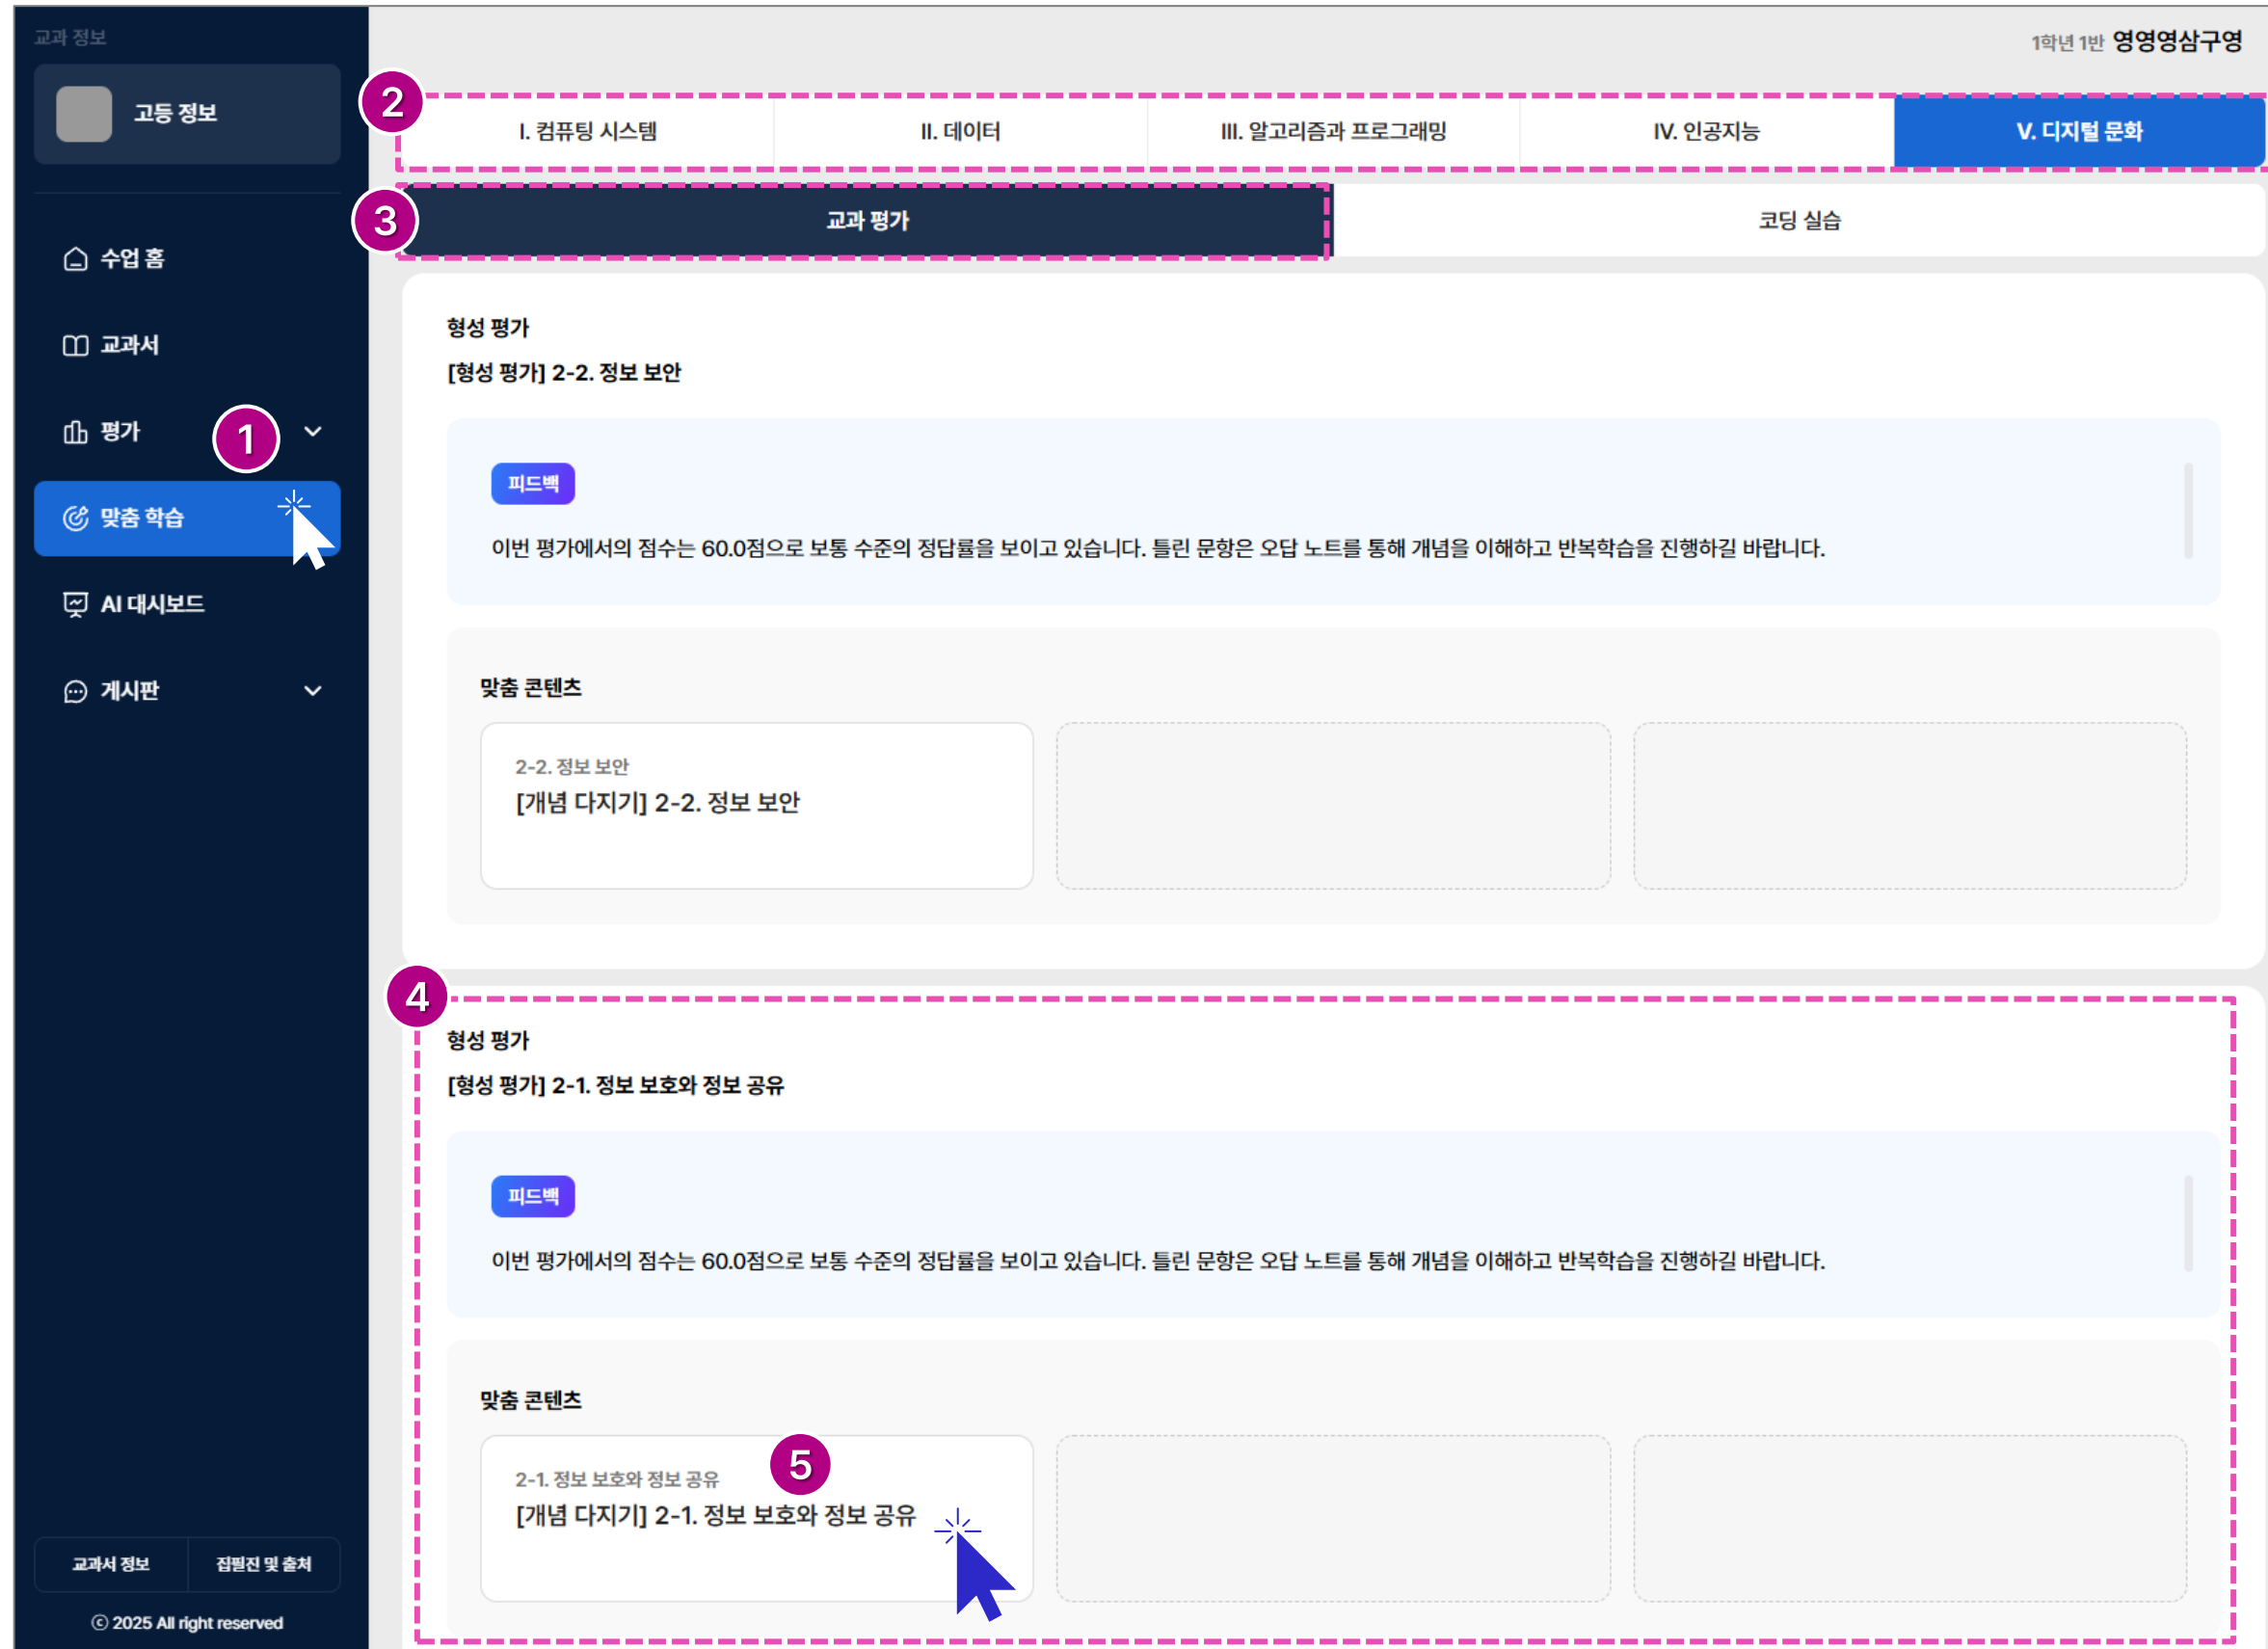 교과 정보
고등 정보
수업 홈
교과서
평가
1
맞춤 학습
AI 대시보드
게시판
교과서 정보
집필진 및 출처
ⓒ 2025 All right reserved
1학년 1반 영영영삼구영
2
I. 컴퓨팅 시스템
II. 데이터
III. 알고리즘과 프로그래밍
IV. 인공지능
V. 디지털 문화
3
교과 평가
코딩 실습
형성 평가
[형성 평가] 2-2. 정보 보안
피드백
이번 평가에서의 점수는 60.0점으로 보통 수준의 정답률을 보이고 있습니다. 틀린 문항은 오답 노트를 통해 개념을 이해하고 반복학습을 진행하길 바랍니다.
맞춤 콘텐츠
2-2. 정보 보안
[개념 다지기] 2-2. 정보 보안
4
형성 평가
[형성 평가] 2-1. 정보 보호와 정보 공유
피드백
이번 평가에서의 점수는 60.0점으로 보통 수준의 정답률을 보이고 있습니다. 틀린 문항은 오답 노트를 통해 개념을 이해하고 반복학습을 진행하길 바랍니다.
맞춤 콘텐츠
5
2-1. 정보 보호와 정보 공유
[개념 다지기] 2-1. 정보 보호와 정보 공유